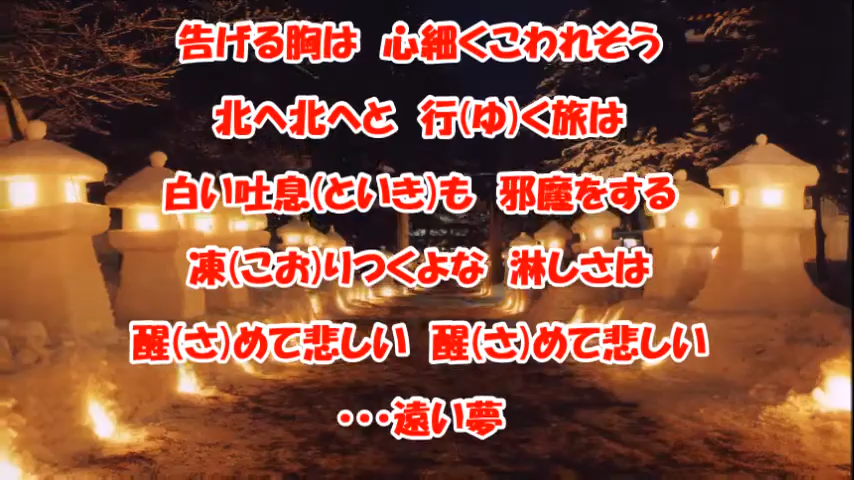 告げる胸は 心細くこわれそう
北へ北へと 行(ゆ)く旅は
白い吐息(といき)も 邪魔をする
凍(こお)りつくよな 淋しさは
醒(さ)めて悲しい 醒(さ)めて悲しい
・・・遠い夢